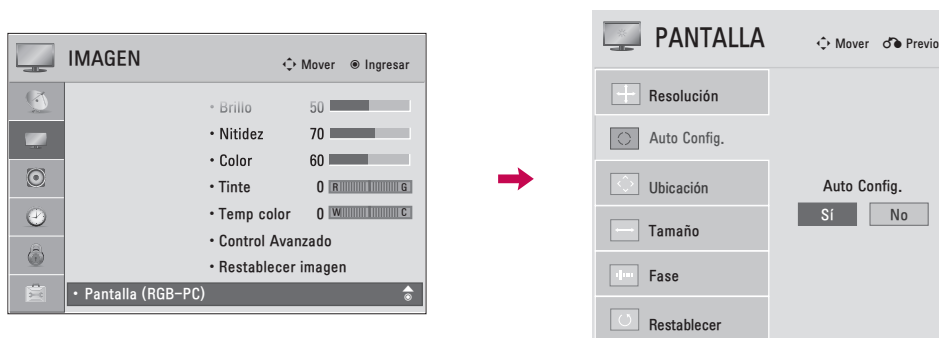 IMAGEN
Mover Ingresar
• Brillo 50
• Nitidez 70
• Color 60
• Tinte 0 R G
• Temp color 0 W C
• Control Avanzado
• Restablecer imagen
• Pantalla (RGB-PC)
PANTALLA
Mover Previo
Resolución
Auto Config.
Ubicación
Tamaño
Fase
Restablecer
Auto Config.
Sí No